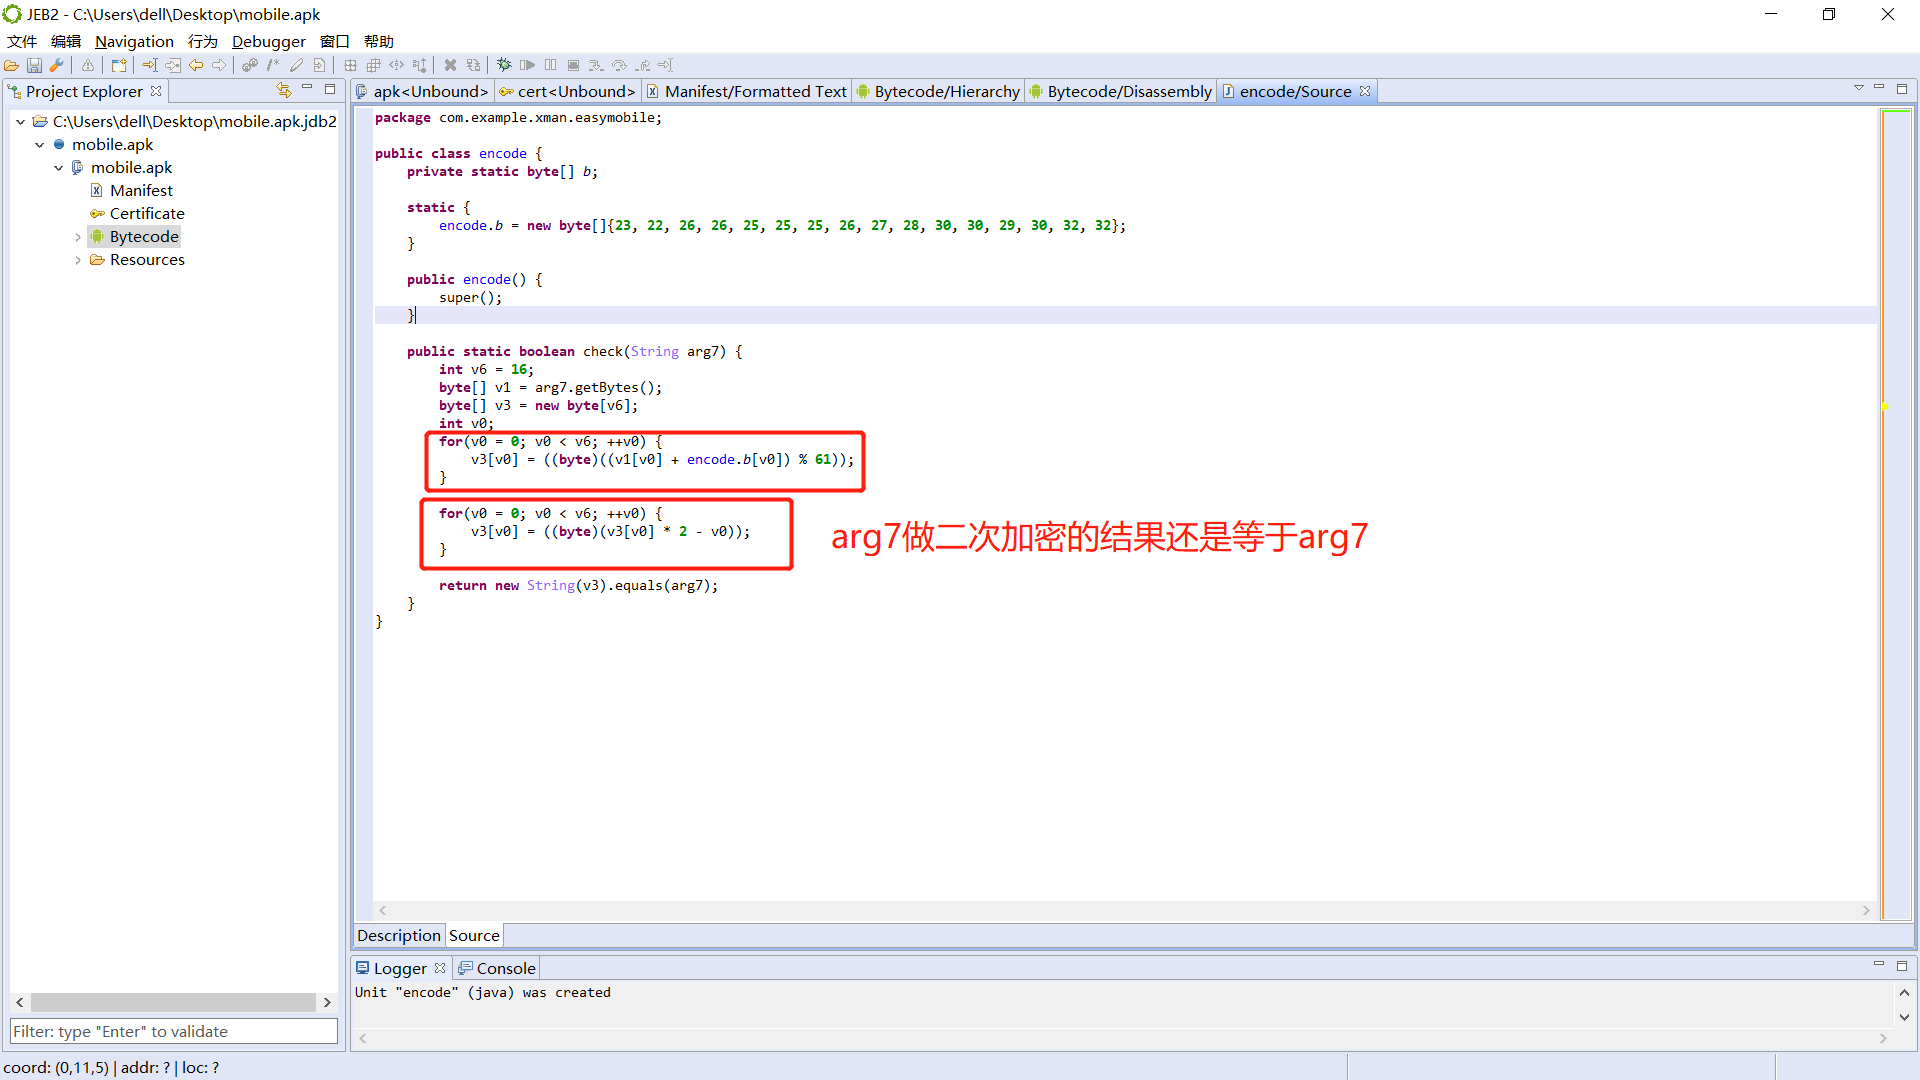 JEB2 - C:\Users\dell\Desktop\mobile.apk
文件 编辑 Navigation 行为 Debugger 窗口 帮助
Project Explorer
C:\Users\dell\Desktop\mobile.apk.jdb2
mobile.apk
mobile.apk
Manifest
Certificate
Bytecode
Resources
Filter: type "Enter" to validate
apk<Unbound> cert<Unbound> Manifest/Formatted Text Bytecode/Hierarchy Bytecode/Disassembly encode/Source
package com.example.xman.easymobile;
public class encode {
private static byte[] b;
static {
encode.b = new byte[]{23, 22, 26, 26, 25, 25, 25, 26, 27, 28, 30, 30, 29, 30, 32, 32};
}
public encode() {
super();
}
public static boolean check(String arg7) {
int v6 = 16;
byte[] v1 = arg7.getBytes();
byte[] v3 = new byte[v6];
int v0;
for(v0 = 0; v0 < v6; ++v0) {
v3[v0] = ((byte)((v1[v0] + encode.b[v0]) % 61));
}
for(v0 = 0; v0 < v6; ++v0) {
v3[v0] = ((byte)(v3[v0] * 2 - v0));
}
arg7做二次加密的结果还是等于arg7
return new String(v3).equals(arg7);
}
}
Description Source
Logger Console
Unit "encode" (java) was created
coord: (0,11,5) | addr: ? | loc: ?